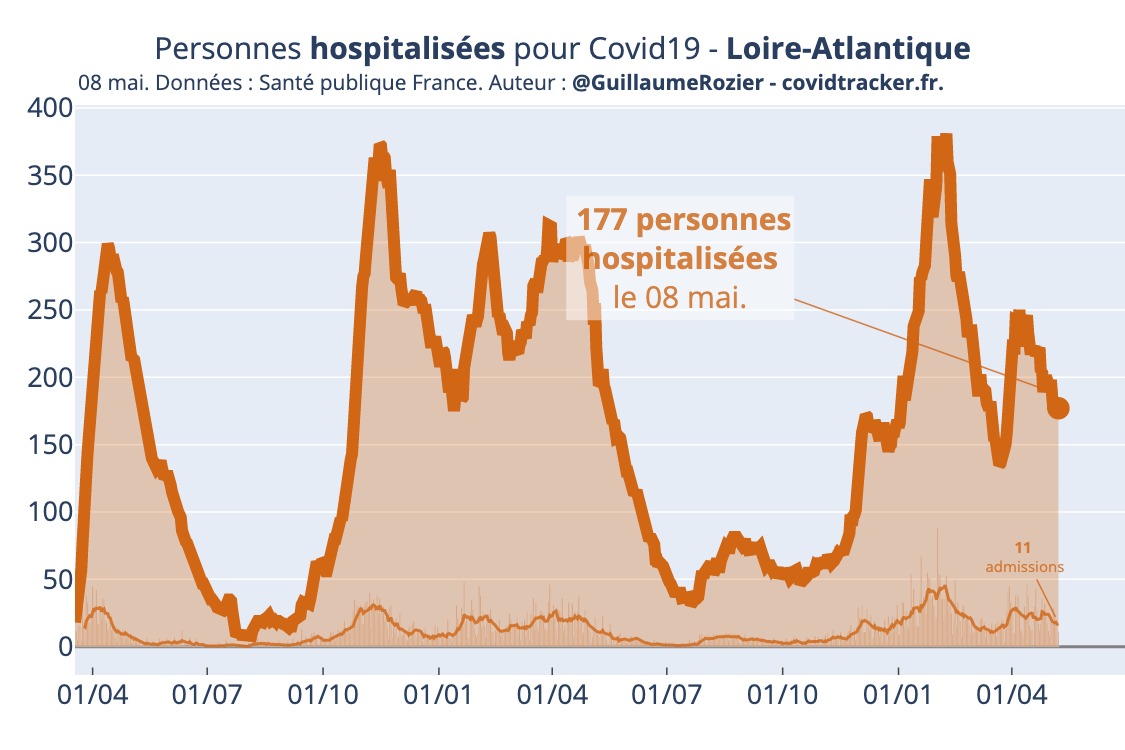 Personnes hospitalisées pour Covid19 - Loire-Atlantique
08 mai. Données : Santé publique France. Auteur : @GuillaumeRozier - covidtracker.fr.
400
350
300
250
200
150
100
50
0
177 personnes
hospitalisées
le 08 mai.
11
admissions
01/04 01/07 01/10 01/01 01/04 01/07 01/10 01/01 01/04